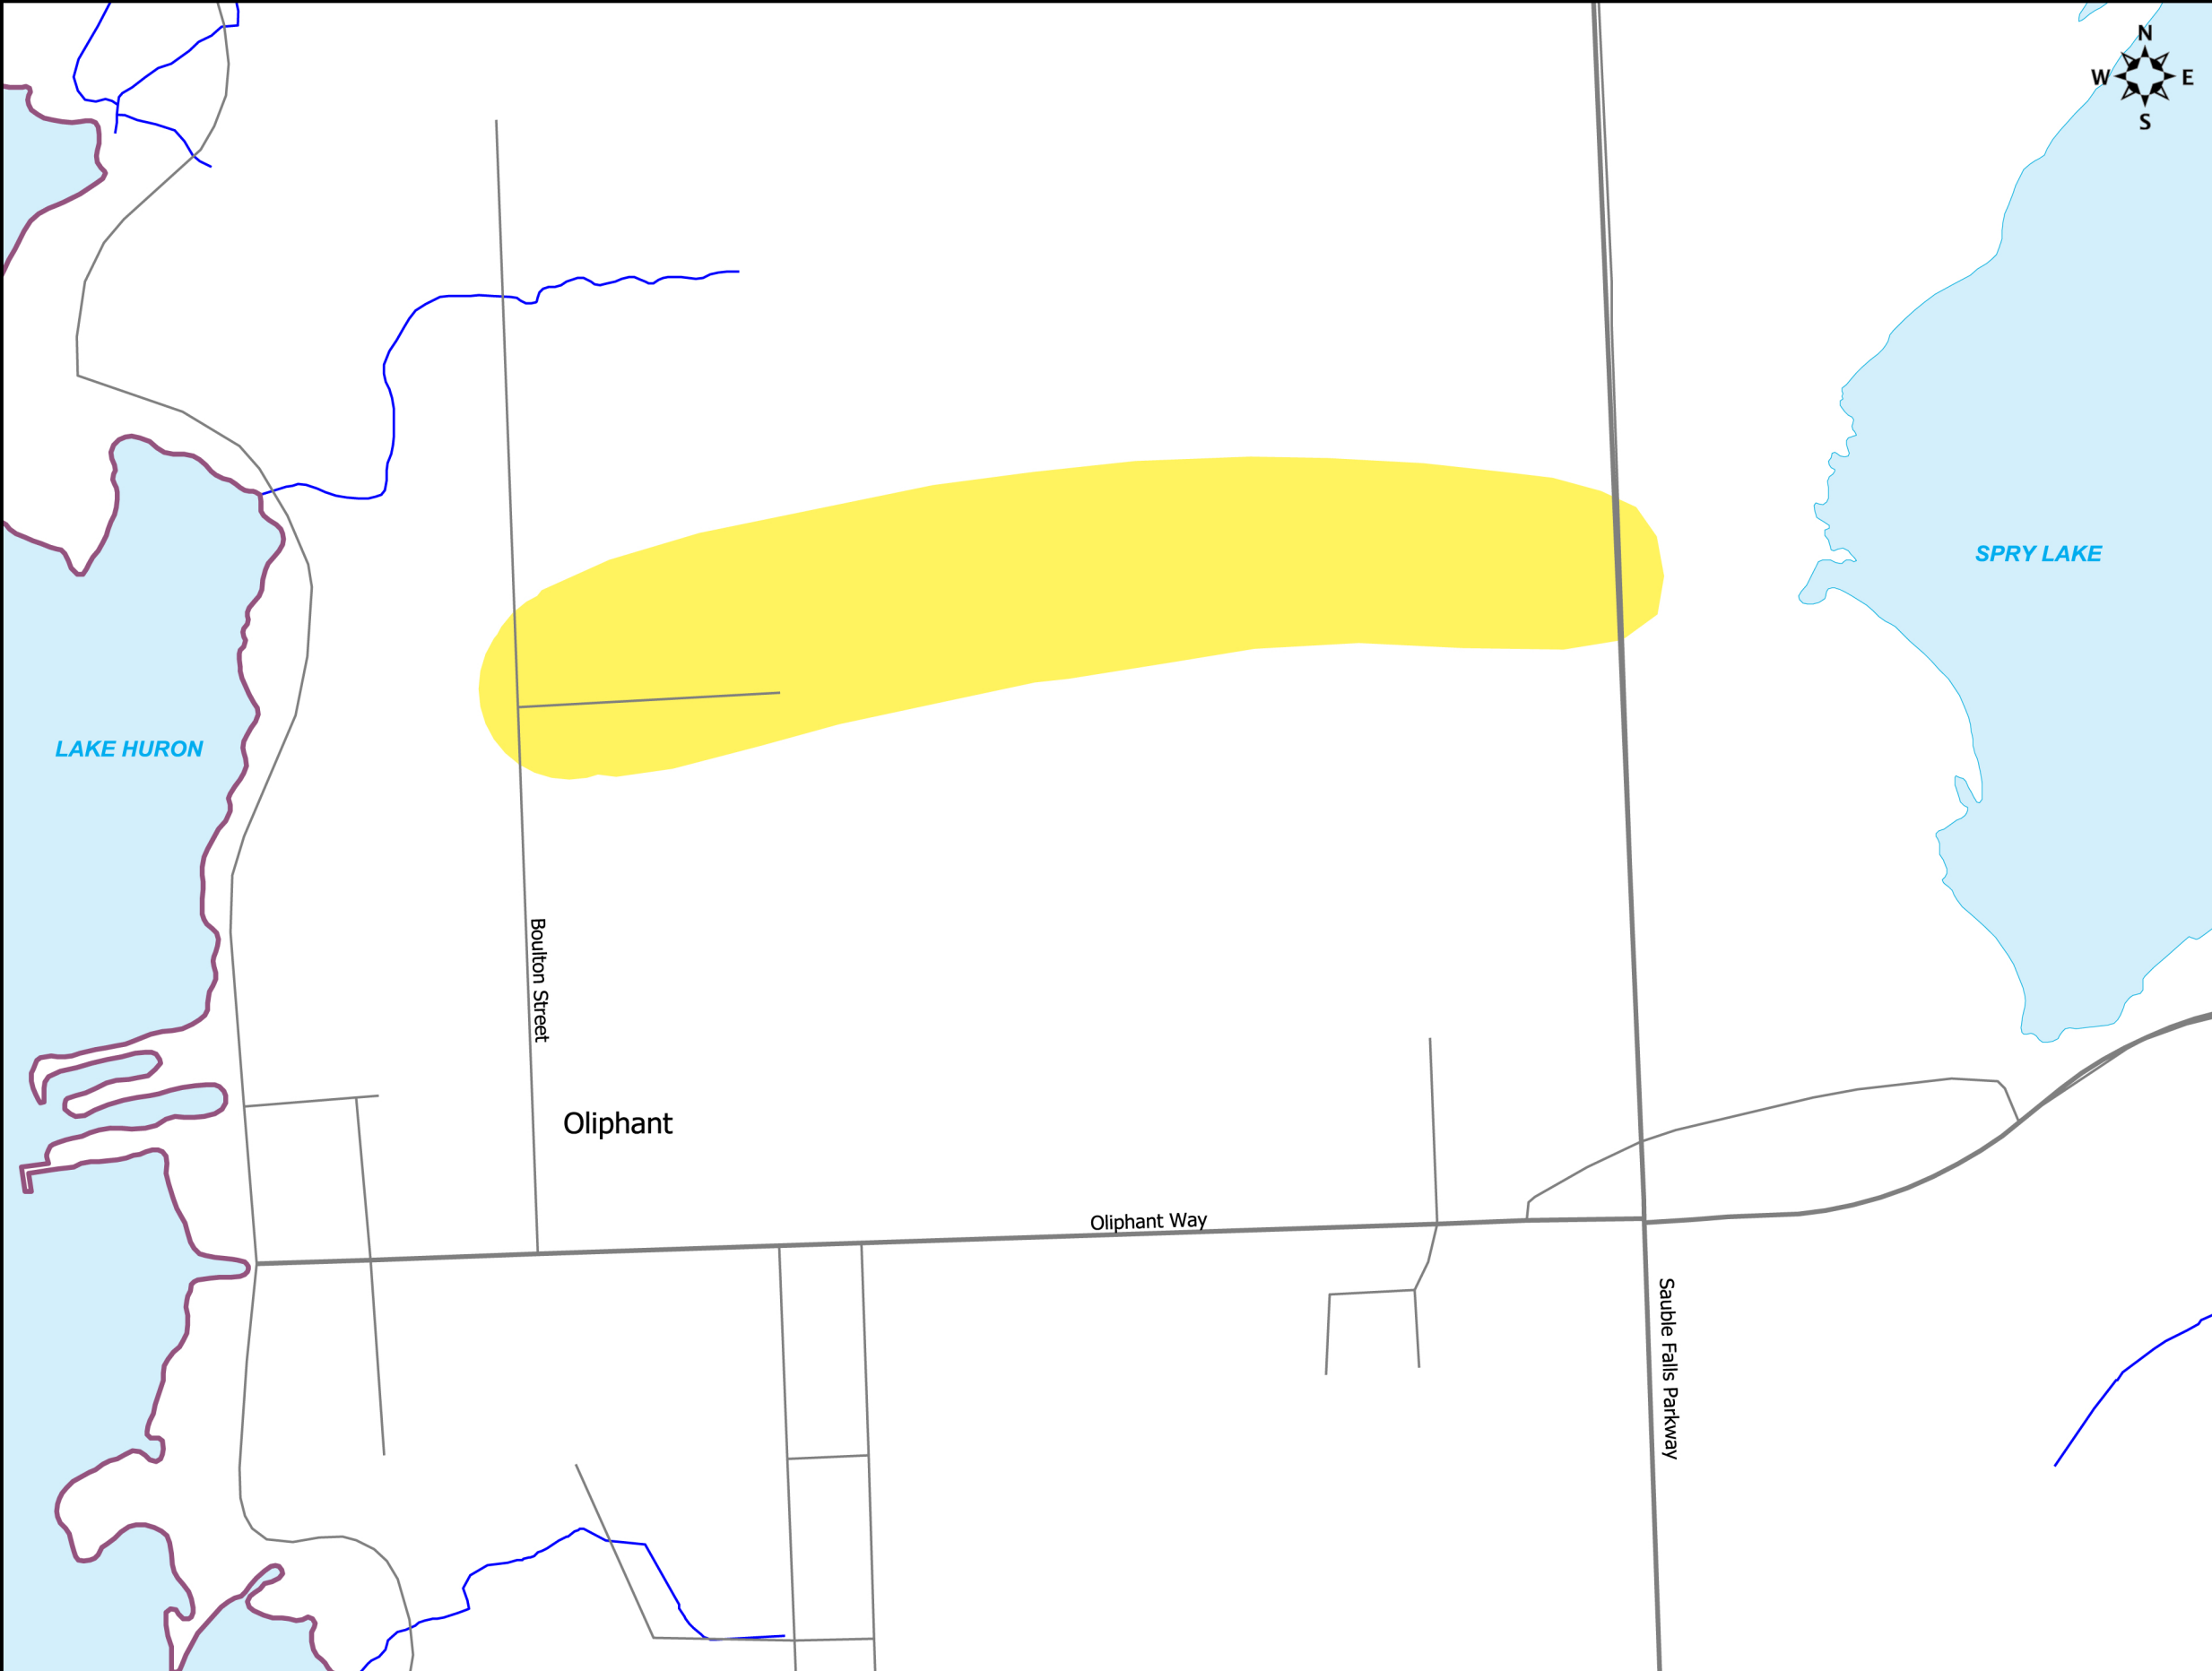 N
W E
S
SPRY LAKE
LAKE HURON
Boulton Street
Oliphant
Oliphant Way
Sauble Falls Parkway